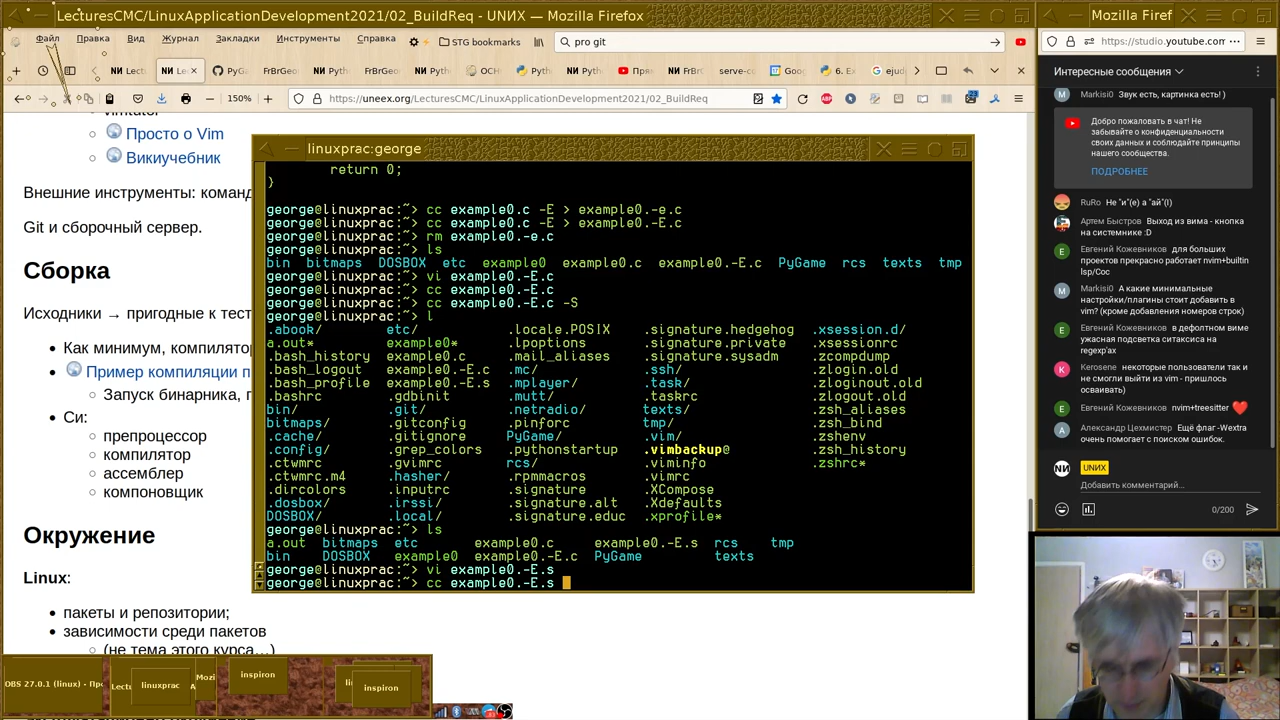 LecturesCMC/LinuxApplicationDevelopment2021/02_BuildReq - UNИX — Mozilla Firefox
Файл Правка Вид Журнал Закладки Инструменты Справка
STG bookmarks
pro git
150%
https://uneex.org/LecturesCMC/LinuxApplicationDevelopment2021/02_BuildReq
Просто о Vim
Викиучебник
Внешние инструменты: команд
Git и сборочный сервер.
Сборка
Исходники → пригодные к тест
Как минимум, компилятор
Пример компиляции п
Запуск бинарника, г
Си:
препроцессор
компилятор
ассемблер
компоновщик
Окружение
Linux:
пакеты и репозитории;
зависимости среди пакетов
(не тема этого курса...)
linuxprac:george
return 0;
}
george@linuxprac:~> cc example0.c -E > example0.-e.c
george@linuxprac:~> cc example0.c -E > example0.-E.c
george@linuxprac:~> rm example0.-e.c
george@linuxprac:~> ls
bin bitmaps DOSBOX etc example0 example0.c example0.-E.c PyGame rcs texts tmp
george@linuxprac:~> vi example0.-E.c
george@linuxprac:~> cc example0.-E.c
george@linuxprac:~> cc example0.-E.c -S
george@linuxprac:~> l
.abook/ etc/ .locale.POSIX .signature.hedgehog .xsession.d/
a.out* example0* .lpoptions .signature.private .xsessionrc
.bash_history example0.c .mail_aliases .signature.sysadm .zcompdump
.bash_logout example0.-E.c .mc/ .ssh/ .zlogin.old
.bash_profile example0.-E.s .mplayer/ .task/ .zloginout.old
.bashrc .gdbinit .mutt/ .taskrc .zlogout.old
bin/ .git/ .netradio/ texts/ .zsh_aliases
bitmaps/ .gitconfig .pinforc tmp/ .zsh_bind
.cache/ .gitignore PyGame/ .vim/ .zshenv
.config/ .grep_colors .pythonstartup .vimbackup@ .zsh_history
.ctwmrc .gvimrc rcs/ .viminfo .zshrc*
.ctwmrc.m4 .hasher/ .rpmmacros .vimrc
.dircolors .inputrc .signature .XCompose
.dosbox/ .irssi/ .signature.alt .Xdefaults
DOSBOX/ .local/ .signature.educ .xprofile*
george@linuxprac:~> ls
a.out bitmaps etc example0.c example0.-E.s rcs tmp
bin DOSBOX example0 example0.-E.c PyGame texts
george@linuxprac:~> vi example0.-E.s
george@linuxprac:~> cc example0.-E.s
Mozilla Firef
https://studio.youtube.com
Интересные сообщения
Markisi0 Звук есть, картинка есть! )
Добро пожаловать в чат! Не
забывайте о конфиденциальности
своих данных и соблюдайте принципы
нашего сообщества.
ПОДРОБНЕЕ
RuRo Не "и"(е) а "ай"(I)
Артем Быстров Выход из вима - кнопка
на системнике :D
Евгений Кожевников для больших
проектов прекрасно работает nvim+builtin
lsp/Coc
Markisi0 А какие минимальные
настройки/плагины стоит добавить в
vim? (кроме добавления номеров строк)
Евгений Кожевников в дефолтном виме
ужасная подсветка ситаксиса на
regexp'ах
Kerosene некоторые пользователи так и
не смогли выйти из vim - пришлось
осваивать)
Евгений Кожевников nvim+treesitter
Александр Цехмистер Ещё флаг -Wextra
очень помогает с поиском ошибок.
UNИX
Добавить комментарий...
0/200
OBS 27.0.1 (linux) - Про
linuxprac
Mozi
inspiron
inspiron